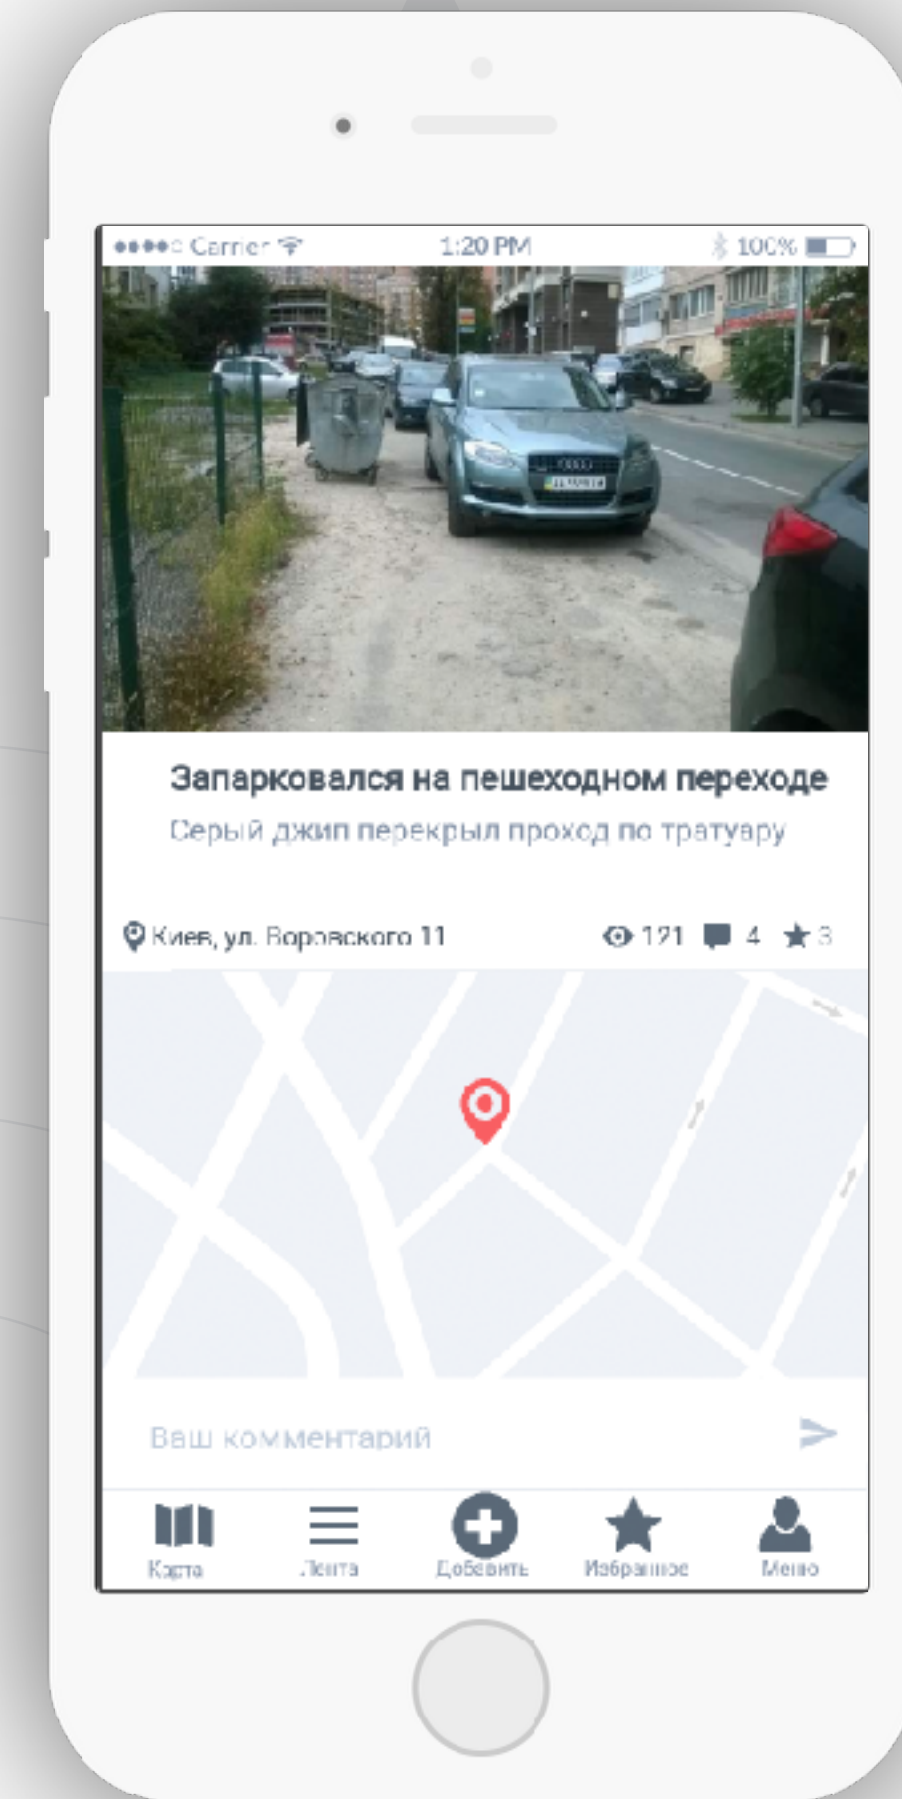 Carrier 1:20 PM 100%
Запарковался на пешеходном переходе
Серый джип перекрыл проход по тратуару
Киев, ул. Воровского 11 121 4 3
Ваш комментарий
Карта Лента Добавить Избранное Меню